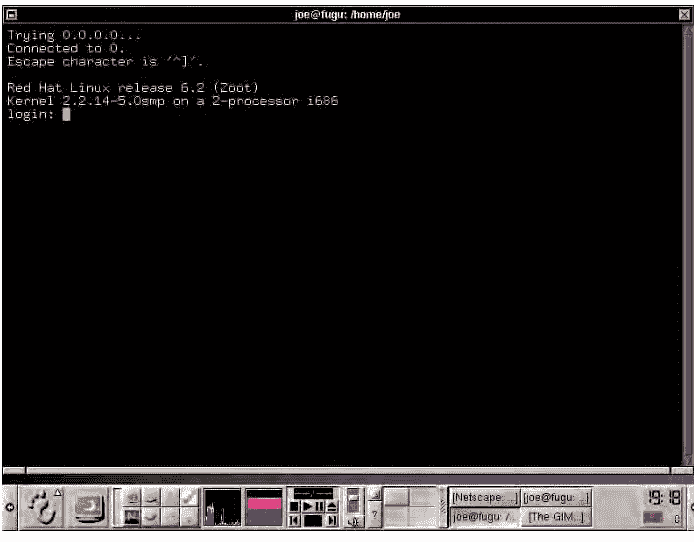 joe@fugu: /home/joe
Trying 0.0.0.0...
Connected to 0.
Escape character is '^]'.
Red Hat Linux release 6.2 (Zoot)
Kernel 2.2.14-5.0smp on a 2-processor i686
login:
[Netscape: ...] [joe@fugu: ...]
joe@fugu: /... [The GIM...]
19:18
?